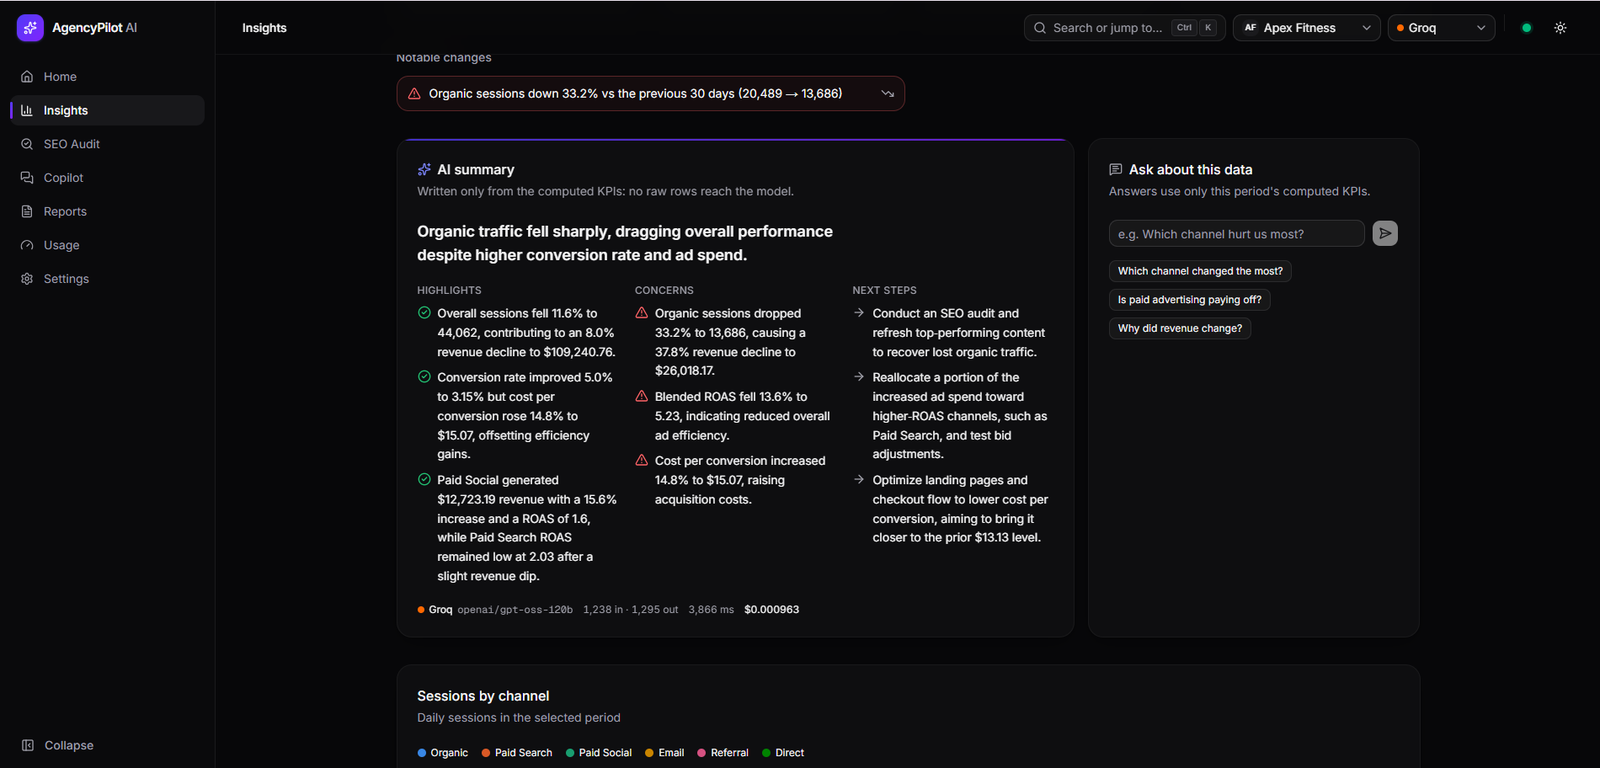 AgencyPilot AI
Insights
Search or jump to... Ctrl K
AF Apex Fitness
Groq
Home
Insights
SEO Audit
Copilot
Reports
Usage
Settings
Collapse
Notable changes
Organic sessions down 33.2% vs the previous 30 days (20,489 → 13,686)
AI summary
Written only from the computed KPIs: no raw rows reach the model.
Organic traffic fell sharply, dragging overall performance
despite higher conversion rate and ad spend.
HIGHLIGHTS
Overall sessions fell 11.6% to
44,062, contributing to an 8.0%
revenue decline to $109,240.76.
Conversion rate improved 5.0%
to 3.15% but cost per
conversion rose 14.8% to
$15.07, offsetting efficiency
gains.
Paid Social generated
$12,723.19 revenue with a 15.6%
increase and a ROAS of 1.6,
while Paid Search ROAS
remained low at 2.03 after a
slight revenue dip.
CONCERNS
Organic sessions dropped
33.2% to 13,686, causing a
37.8% revenue decline to
$26,018.17.
Blended ROAS fell 13.6% to
5.23, indicating reduced overall
ad efficiency.
Cost per conversion increased
14.8% to $15.07, raising
acquisition costs.
NEXT STEPS
→ Conduct an SEO audit and
refresh top-performing content
to recover lost organic traffic.
→ Reallocate a portion of the
increased ad spend toward
higher-ROAS channels, such as
Paid Search, and test bid
adjustments.
→ Optimize landing pages and
checkout flow to lower cost per
conversion, aiming to bring it
closer to the prior $13.13 level.
Groq openai/gpt-oss-120b 1,238 in · 1,295 out 3,866 ms $0.000963
Ask about this data
Answers use only this period's computed KPIs.
e.g. Which channel hurt us most?
Which channel changed the most?
Is paid advertising paying off?
Why did revenue change?
Sessions by channel
Daily sessions in the selected period
Organic Paid Search Paid Social Email Referral Direct